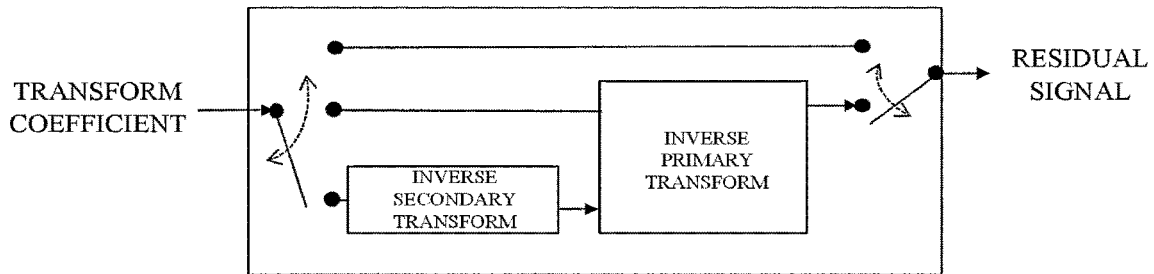 TRANSFORM
COEFFICIENT
INVERSE
SECONDARY
TRANSFORM
INVERSE
PRIMARY
TRANSFORM
RESIDUAL
SIGNAL